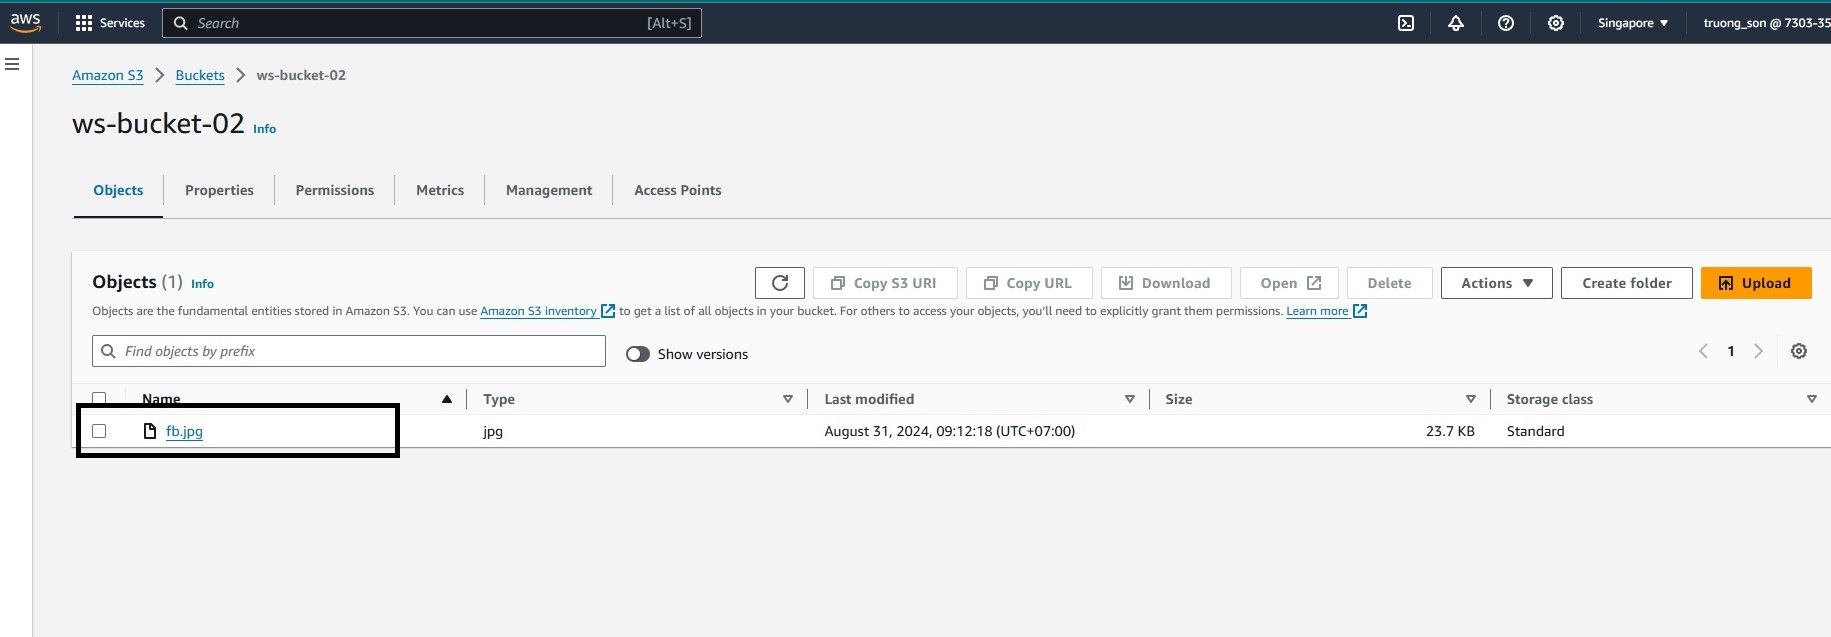 aws Services Search [Alt+S] Singapore truong_son @ 7303-35
Amazon S3 > Buckets > ws-bucket-02
ws-bucket-02 Info
Objects Properties Permissions Metrics Management Access Points
Objects (1) Info Copy S3 URI Copy URL Download Open Delete Actions Create folder Upload
Objects are the fundamental entities stored in Amazon S3. You can use Amazon S3 inventory to get a list of all objects in your bucket. For others to access your objects, you'll need to explicitly grant them permissions. Learn more
Find objects by prefix Show versions 1
Name Type Last modified Size Storage class
fb.jpg jpg August 31, 2024, 09:12:18 (UTC+07:00) 23.7 KB Standard